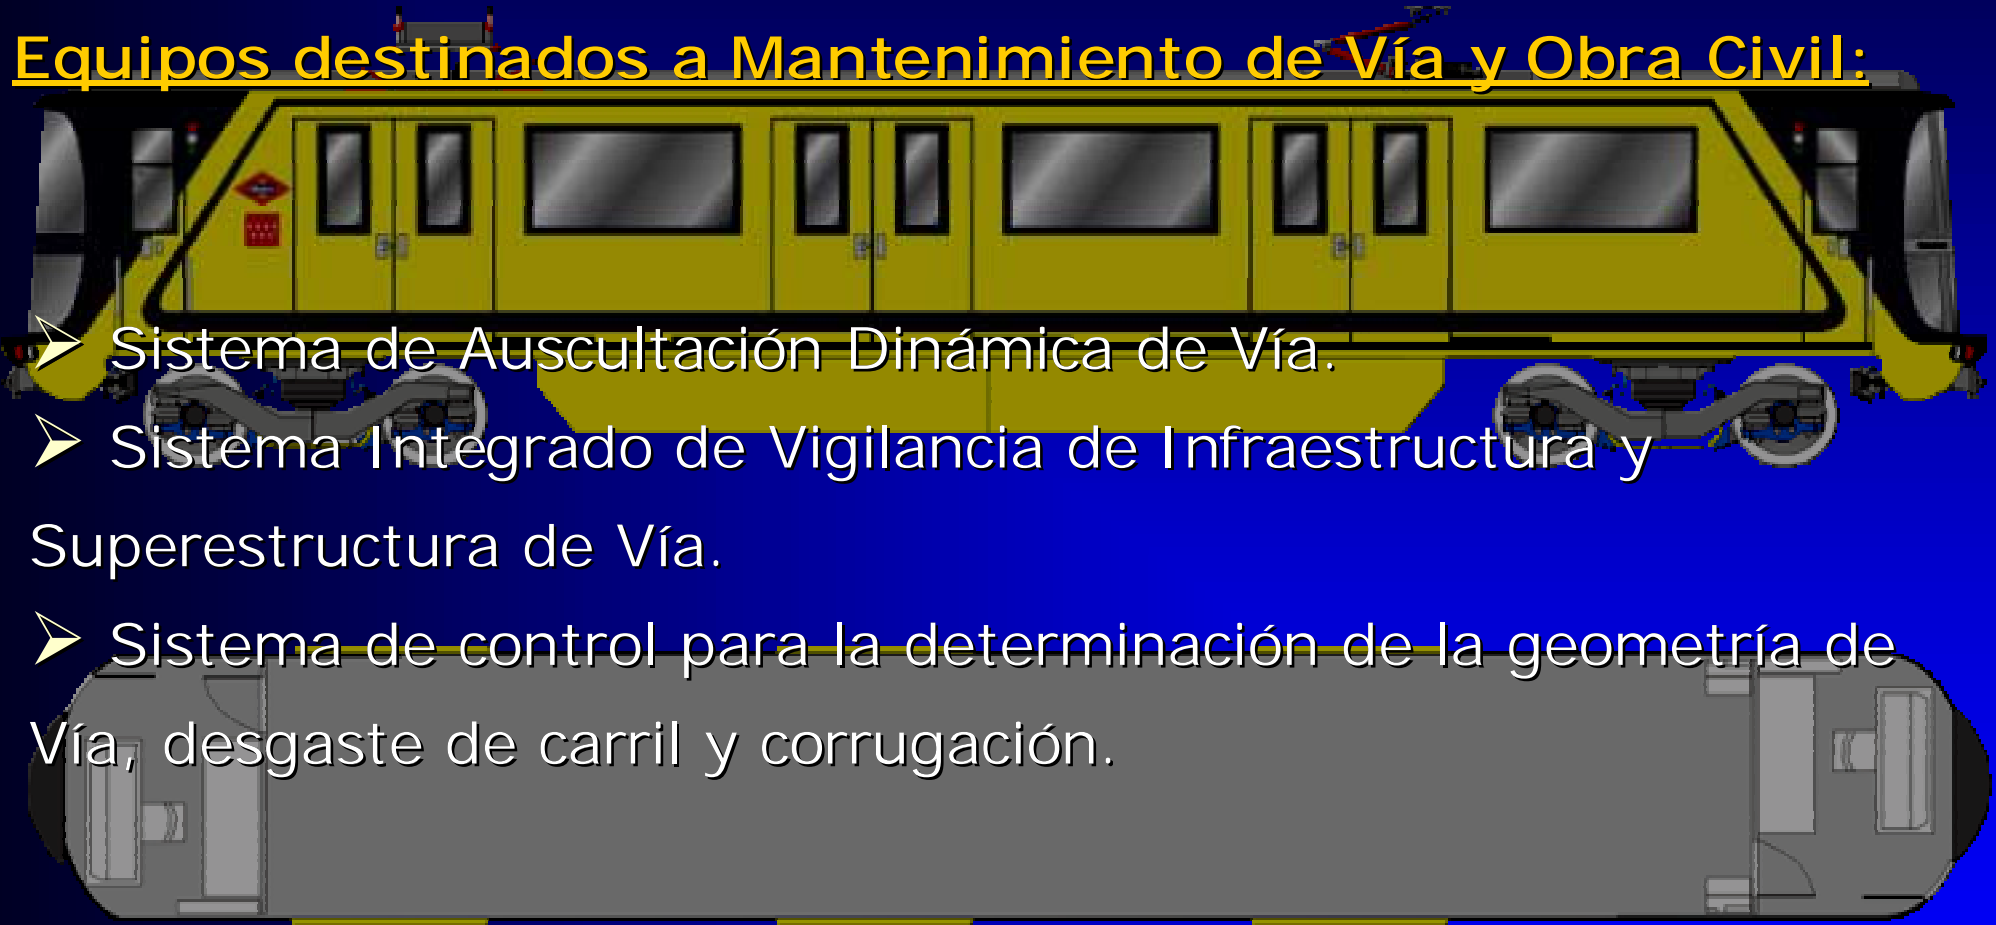 Equipos destinados a Mantenimiento de Vía y Obra Civil:
➢ Sistema de Auscultación Dinámica de Vía.
➢ Sistema Integrado de Vigilancia de Infraestructura y
Superestructura de Vía.
➢ Sistema de control para la determinación de la geometría de
Vía, desgaste de carril y corrugación.